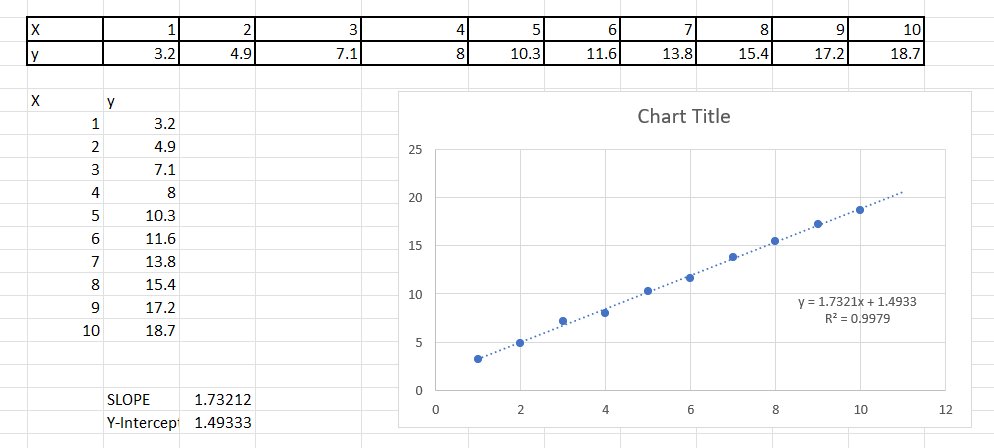 X 1 2 3 4 5 6 7 8 9 10
y 3.2 4.9 7.1 8 10.3 11.6 13.8 15.4 17.2 18.7
X y
1 3.2
2 4.9
3 7.1
4 8
5 10.3
6 11.6
7 13.8
8 15.4
9 17.2
10 18.7
SLOPE 1.73212
Y-Intercept 1.49333
Chart Title
25
20
15
10
5
0
y = 1.7321x + 1.4933
R² = 0.9979
0 2 4 6 8 10 12